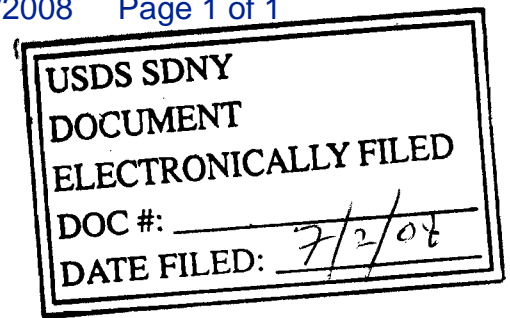 /2008 Page 1 of 1
USDS SDNY
DOCUMENT
ELECTRONICALLY FILED
DOC #:
DATE FILED: 7/2/08